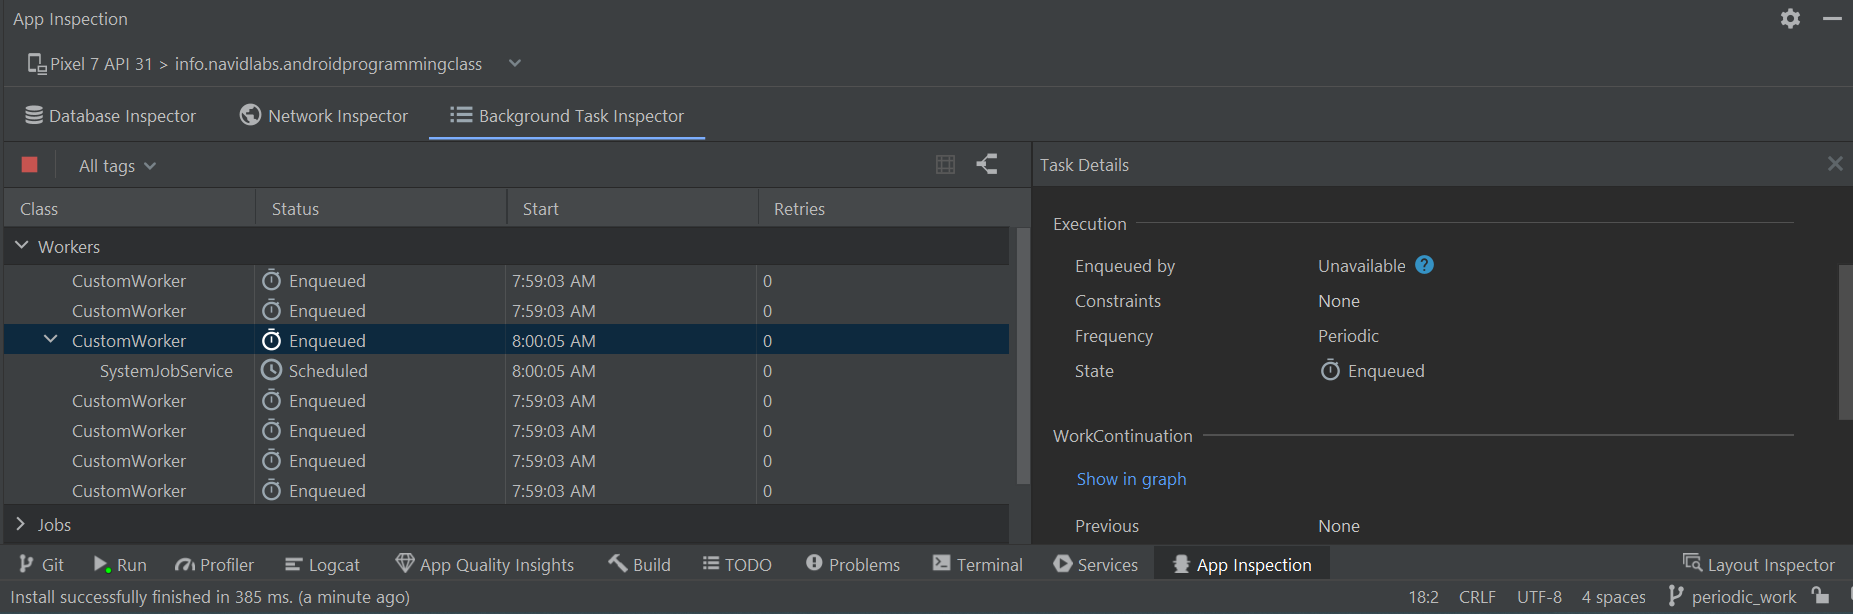 App Inspection
Pixel 7 API 31 > info.navidlabs.androidprogrammingclass
Database Inspector Network Inspector Background Task Inspector
All tags Task Details
Class Status Start Retries
Execution
Workers
Enqueued by Unavailable ?
CustomWorker Enqueued 7:59:03 AM 0
Constraints None
CustomWorker Enqueued 7:59:03 AM 0
Frequency Periodic
CustomWorker Enqueued 8:00:05 AM 0
State Enqueued
SystemJobService Scheduled 8:00:05 AM 0
CustomWorker Enqueued 7:59:03 AM 0
WorkContinuation
CustomWorker Enqueued 7:59:03 AM 0
CustomWorker Enqueued 7:59:03 AM 0
Show in graph
CustomWorker Enqueued 7:59:03 AM 0
Jobs
Previous None
Git Run Profiler Logcat App Quality Insights Build TODO Problems Terminal Services App Inspection Layout Inspector
Install successfully finished in 385 ms. (a minute ago) 18:2 CRLF UTF-8 4 spaces periodic_work